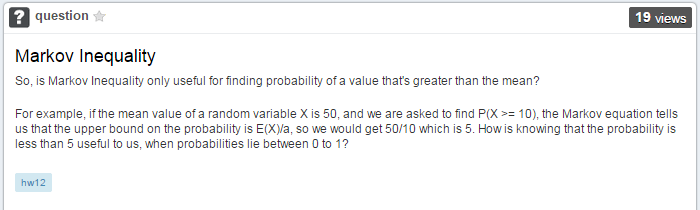 ? question
19 views
Markov Inequality
So, is Markov Inequality only useful for finding probability of a value that's greater than the mean?
For example, if the mean value of a random variable X is 50, and we are asked to find P(X >= 10), the Markov equation tells
us that the upper bound on the probability is E(X)/a, so we would get 50/10 which is 5. How is knowing that the probability is
less than 5 useful to us, when probabilities lie between 0 to 1?
hw12